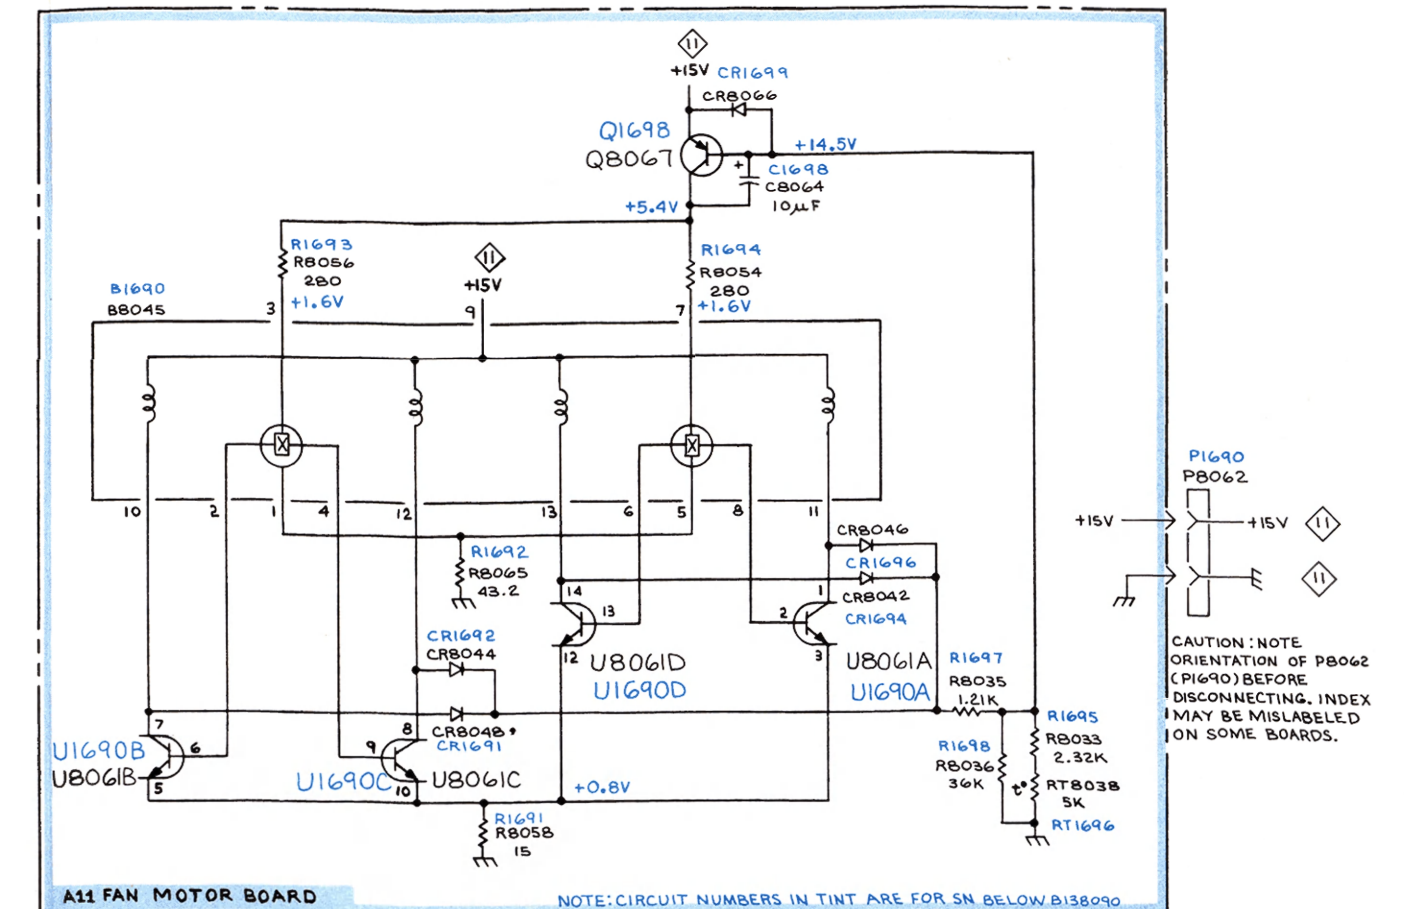 11
+15V
CR1699
CR8066
Q1698
Q8067
+14.5V
+
C1698
C8064
10µF
+5.4V
R1693
R8056
280
+1.6V
11
+15V
R1694
R8054
280
+1.6V
B1690
B8045
3
9
7
10
2
1
4
12
13
6
5
8
11
R1692
R8065
43.2
CR8046
CR1696
CR8042
CR1694
14
13
12
1
2
3
U8061D
U1690D
U8061A
U1690A
CR1692
CR8044
CR8048
CR1691
7
6
5
U1690B
U8061B
8
9
10
U1690C
U8061C
+0.8V
R1691
R8058
15
R1697
R8035
1.21K
R1698
R8036
36K
R1695
R8033
2.32K
t°
RT8038
5K
RT1696
P1690
P8062
+15V
+15V
11
11
CAUTION: NOTE
ORIENTATION OF P8062
(P1690) BEFORE
DISCONNECTING. INDEX
MAY BE MISLABELED
ON SOME BOARDS.
A11 FAN MOTOR BOARD
NOTE: CIRCUIT NUMBERS IN TINT ARE FOR SN BELOW B138090